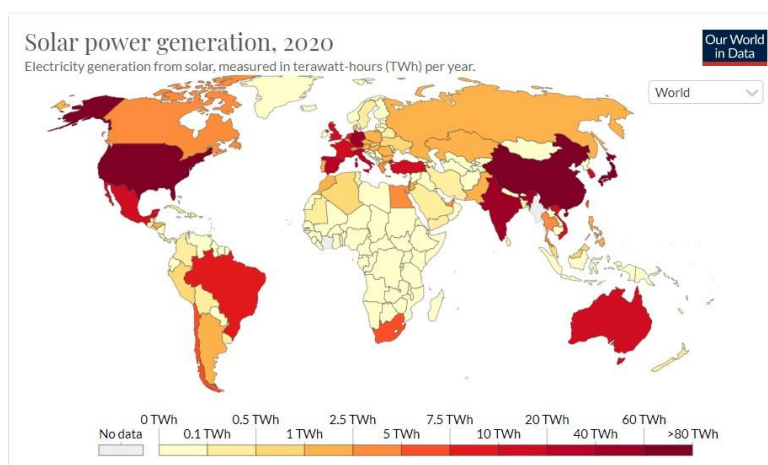 Solar power generation, 2020
Electricity generation from solar, measured in terawatt-hours (TWh) per year.
Our World
in Data
World
0 TWh 0.5 TWh 2.5 TWh 7.5 TWh 20 TWh 60 TWh
No data 0.1 TWh 1 TWh 5 TWh 10 TWh 40 TWh >80 TWh